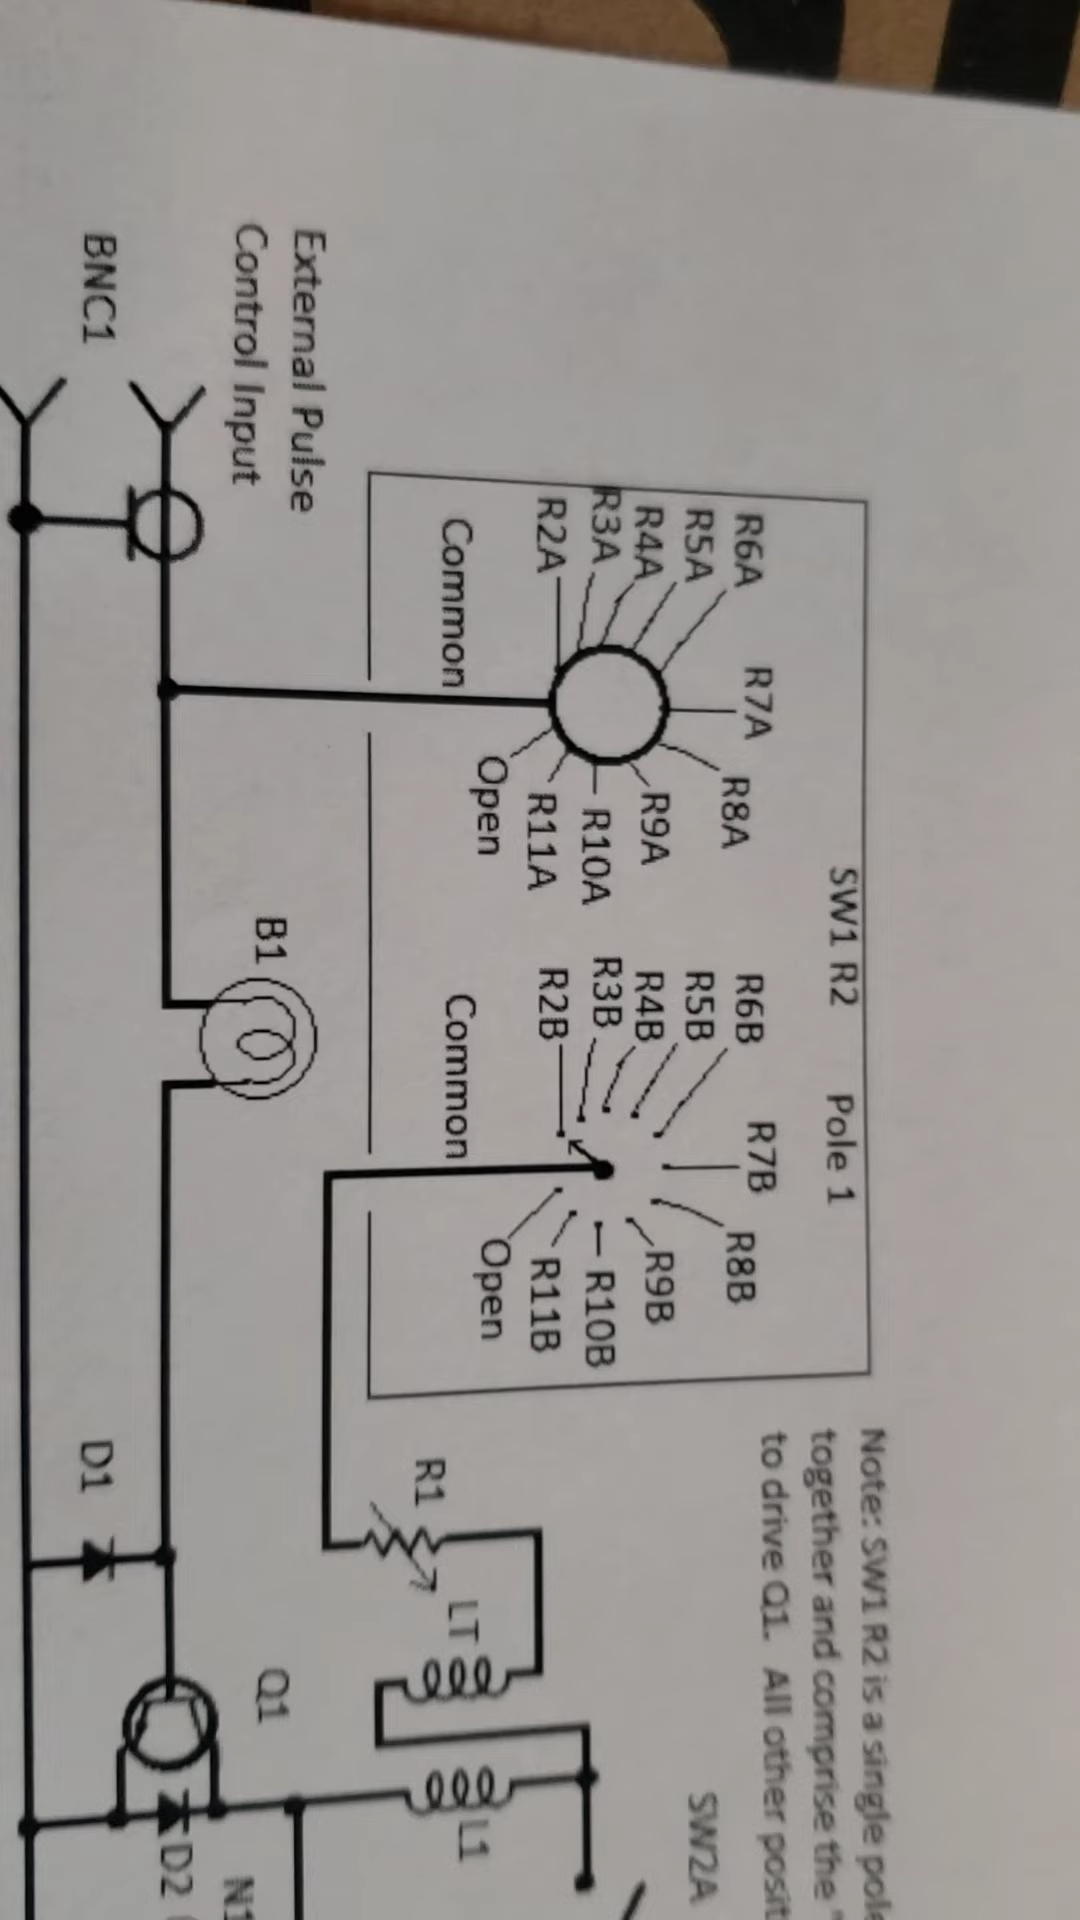 SW1 R2 Pole 1
R6A
R5A
R4A
R3A
R2A
R7A
R8A
R9A
R10A
R11A
Open
Common
R6B
R5B
R4B
R3B
R2B
R7B
R8B
R9B
R10B
R11B
Open
Common
Note: SW1 R2 is a single pole
together and comprise the "
to drive Q1. All other posit
External Pulse
Control Input
BNC1
B1
R1
LT
L1
SW2A
D1
Q1
D2
N1